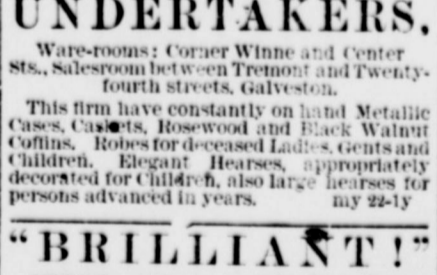 UNDERTAKERS.
Ware-rooms: Corner Winne and Center
Sts., Salesroom between Tremont and Twenty-
fourth streets, Galveston.
This firm have constantly on hand Metallic
Cases, Caskets, Rosewood and Black Walnut
Coffins. Robes for deceased Ladies, Gents and
Children. Elegant Hearses, appropriately
decorated for Children, also large hearses for
persons advanced in years. my 22-1y
"BRILLIANT!"